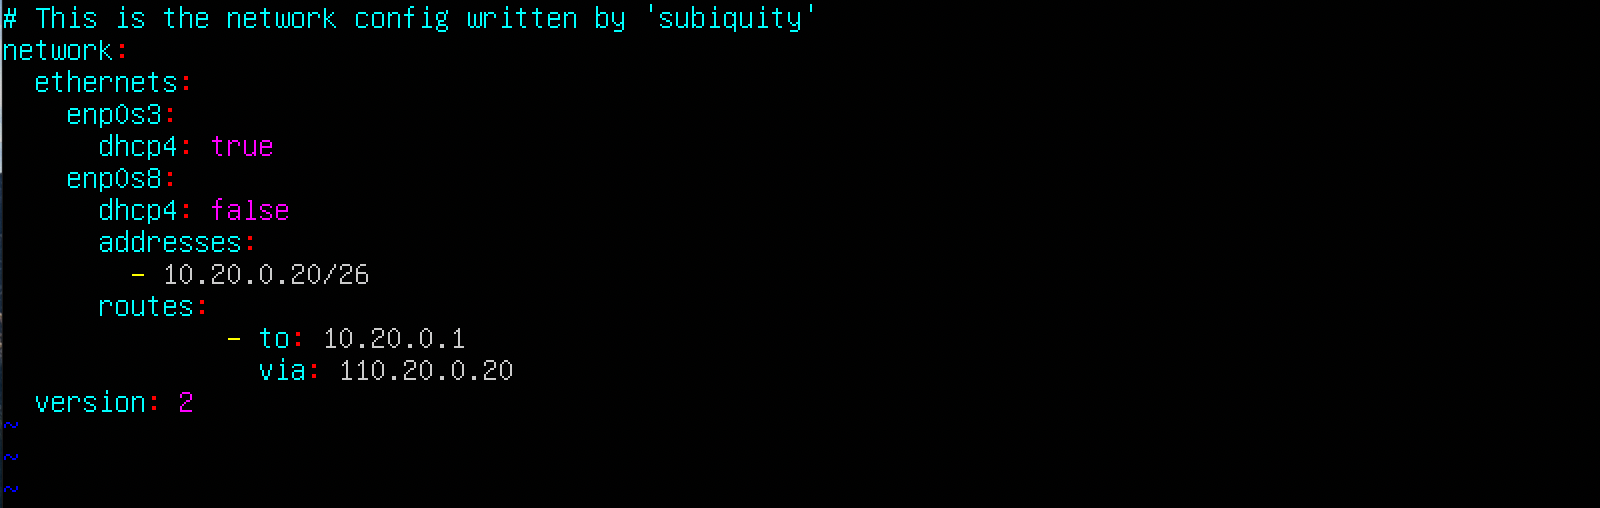 # This is the network config written by 'subiquity'
network:
  ethernets:
    enp0s3:
      dhcp4: true
    enp0s8:
      dhcp4: false
      addresses:
        - 10.20.0.20/26
      routes:
              - to: 10.20.0.1
                via: 110.20.0.20
  version: 2
~
~
~